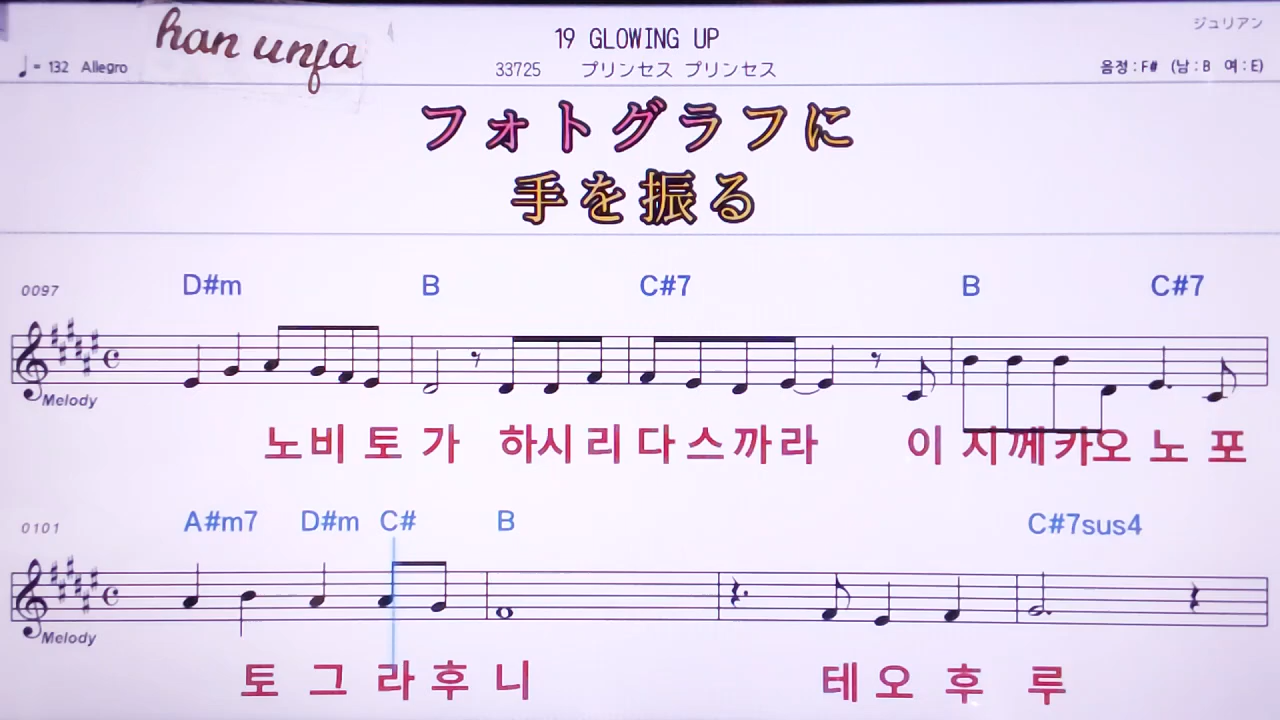 han unja
19 GLOWING UP
ジュリアン
♩= 132 Allegro
33725 プリンセス プリンセス
음정:F# (남:B 여:E)
フォトグラフに
手を振る
0097 D#m B C#7 B C#7
Melody
노비토가 하시리다스까라 이지께카오노포
0101 A#m7 D#m C# B C#7sus4
Melody
토그라후니 테오후루